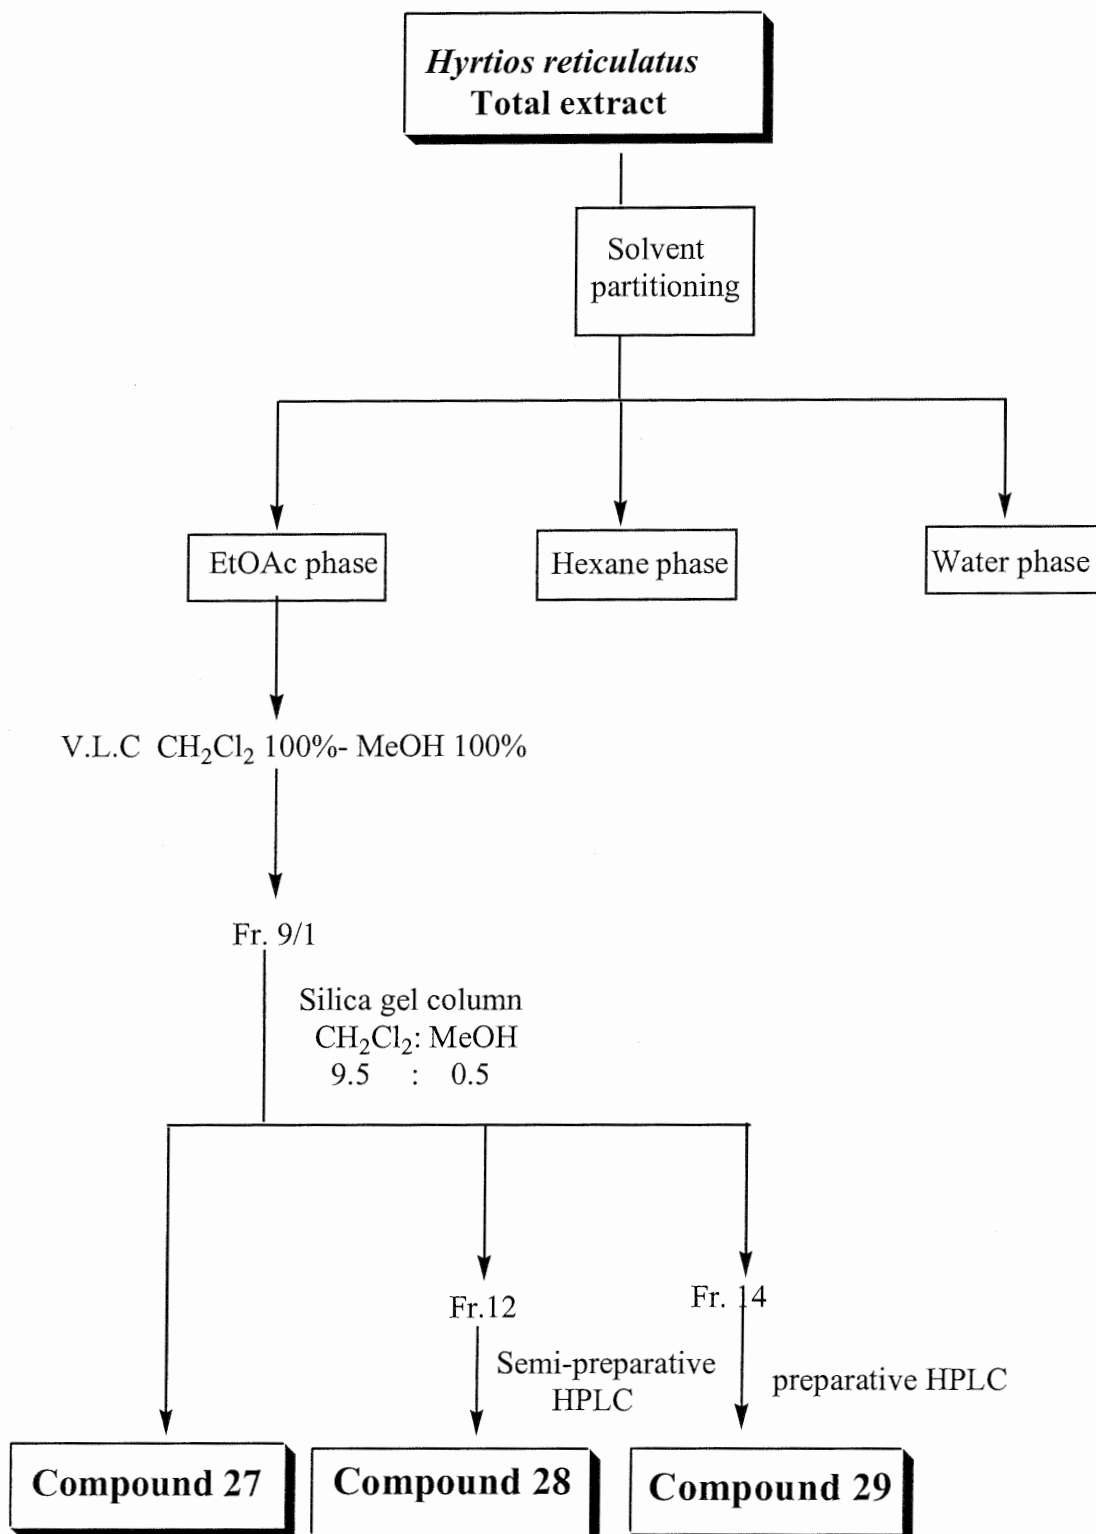 Hyrtios reticulatus
Total extract
Solvent
partitioning
EtOAc phase
Hexane phase
Water phase
V.L.C CH₂Cl₂ 100%- MeOH 100%
Fr. 9/1
Silica gel column
CH₂Cl₂: MeOH
9.5 : 0.5
Fr.12
Fr. 14
Semi-preparative
HPLC
preparative HPLC
Compound 27
Compound 28
Compound 29